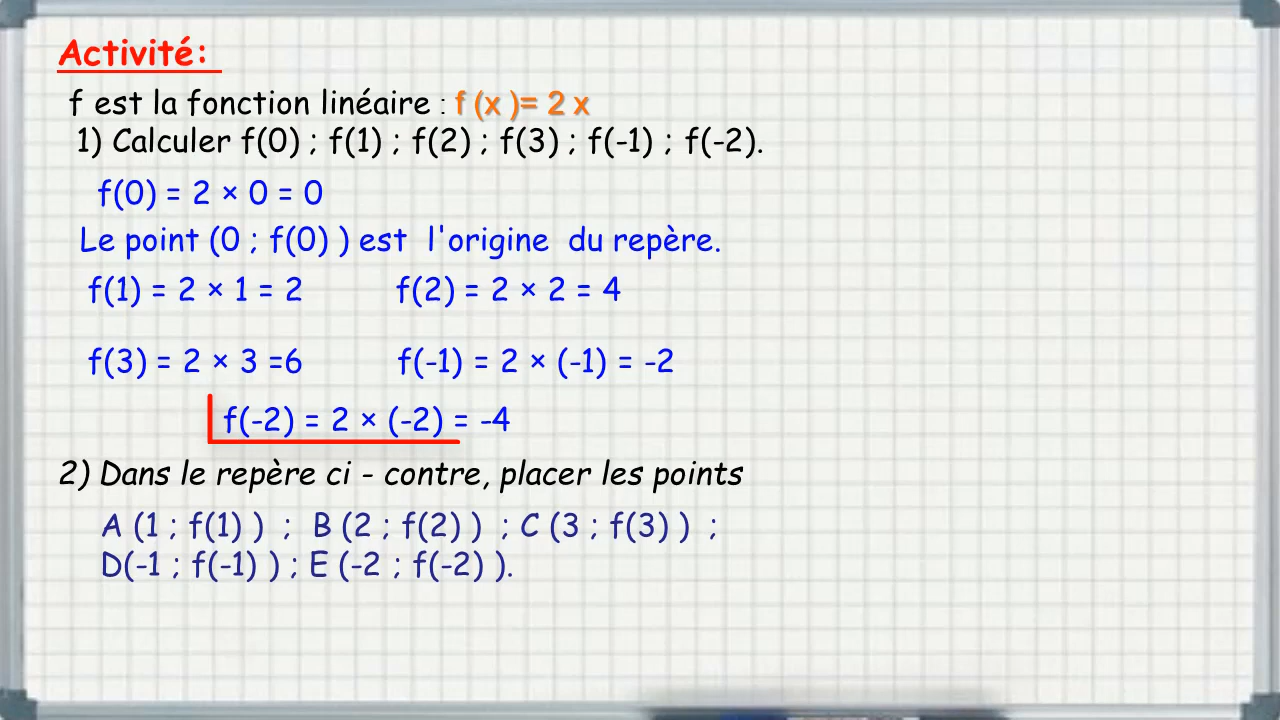 Activité:
f est la fonction linéaire : f (x )= 2 x
1) Calculer f(0) ; f(1) ; f(2) ; f(3) ; f(-1) ; f(-2).
f(0) = 2 × 0 = 0
Le point (0 ; f(0) ) est l'origine du repère.
f(1) = 2 × 1 = 2 f(2) = 2 × 2 = 4
f(3) = 2 × 3 =6 f(-1) = 2 × (-1) = -2
f(-2) = 2 × (-2) = -4
2) Dans le repère ci - contre, placer les points
A (1 ; f(1) ) ; B (2 ; f(2) ) ; C (3 ; f(3) ) ;
D(-1 ; f(-1) ) ; E (-2 ; f(-2) ).